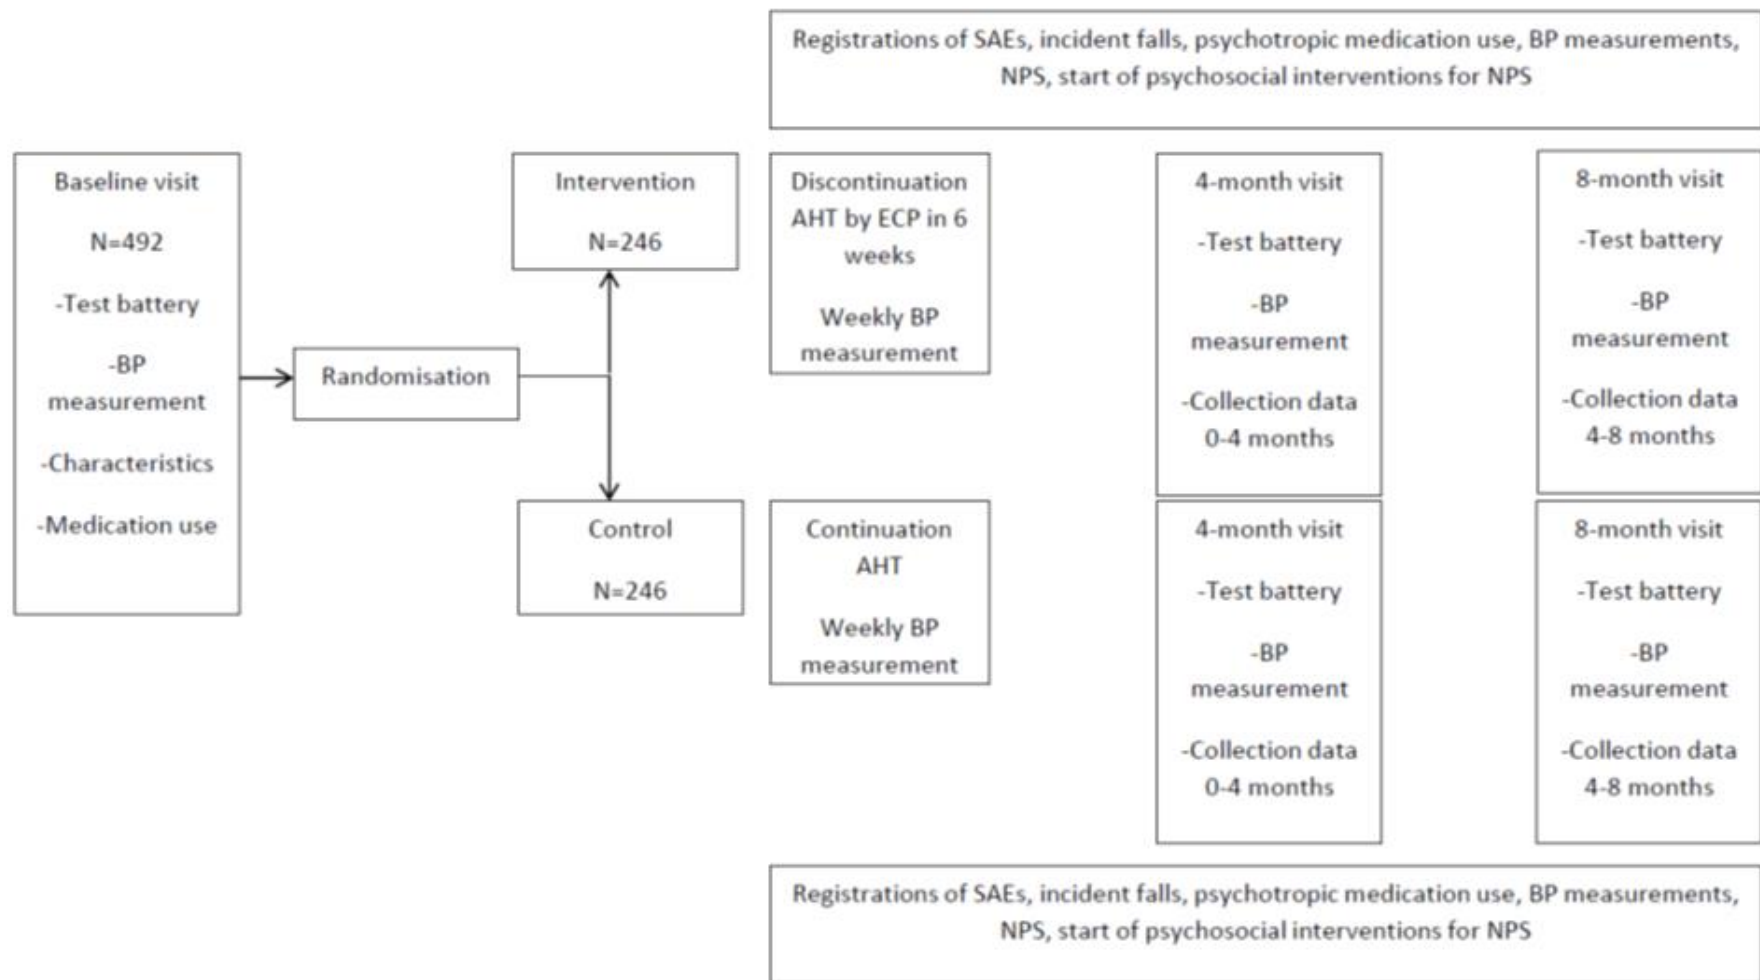 Registrations of SAEs, incident falls, psychotropic medication use, BP measurements,
NPS, start of psychosocial interventions for NPS
Baseline visit
N=492
-Test battery
-BP
measurement
-Characteristics
-Medication use
Randomisation
Intervention
N=246
Discontinuation
AHT by ECP in 6
weeks
Weekly BP
measurement
4-month visit
-Test battery
-BP
measurement
-Collection data
0-4 months
8-month visit
-Test battery
-BP
measurement
-Collection data
4-8 months
Control
N=246
Continuation
AHT
Weekly BP
measurement
4-month visit
-Test battery
-BP
measurement
-Collection data
0-4 months
8-month visit
-Test battery
-BP
measurement
-Collection data
4-8 months
Registrations of SAEs, incident falls, psychotropic medication use, BP measurements,
NPS, start of psychosocial interventions for NPS